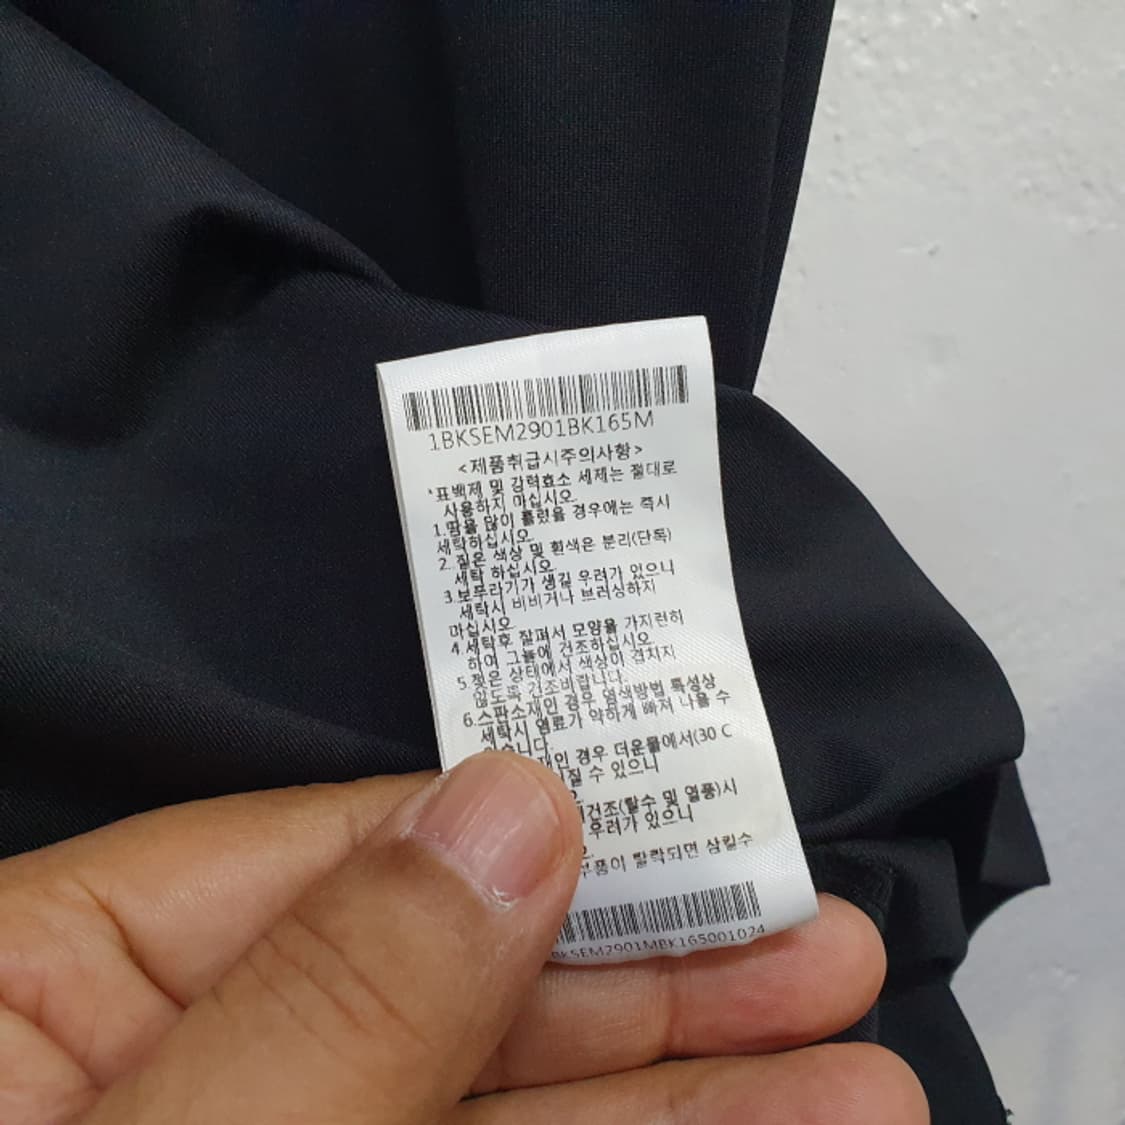 1BKSEM2901BK165M
<제품취급시주의사항>
*표백제 및 강력효소 세제는 절대로
사용하지 마십시오.
1.땀을 많이 흘렸을 경우에는 즉시
세탁하십시오.
2. 짙은 색상 및 흰색은 분리(단독)
세탁 하십시오.
3.보푸라기가 생길 우려가 있으니
세탁시 비비거나 브러싱하지
마십시오.
4.세탁후 잘펴서 모양을 가지런히
하여 그늘에 건조하십시오.
5.젖은 상태에서 색상이 겹치지
않도록 건조바랍니다.
6.스판소재인 경우 염색방법 특성상
세탁시 염료가 약하게 빠져 나올 수
있습니다.
경우 더운물에서(30 C
수 있으니
(탈수 및 열풍)시
우려가 있으니
탈락되면 삼킬수
BKSEM2901MBK165001024